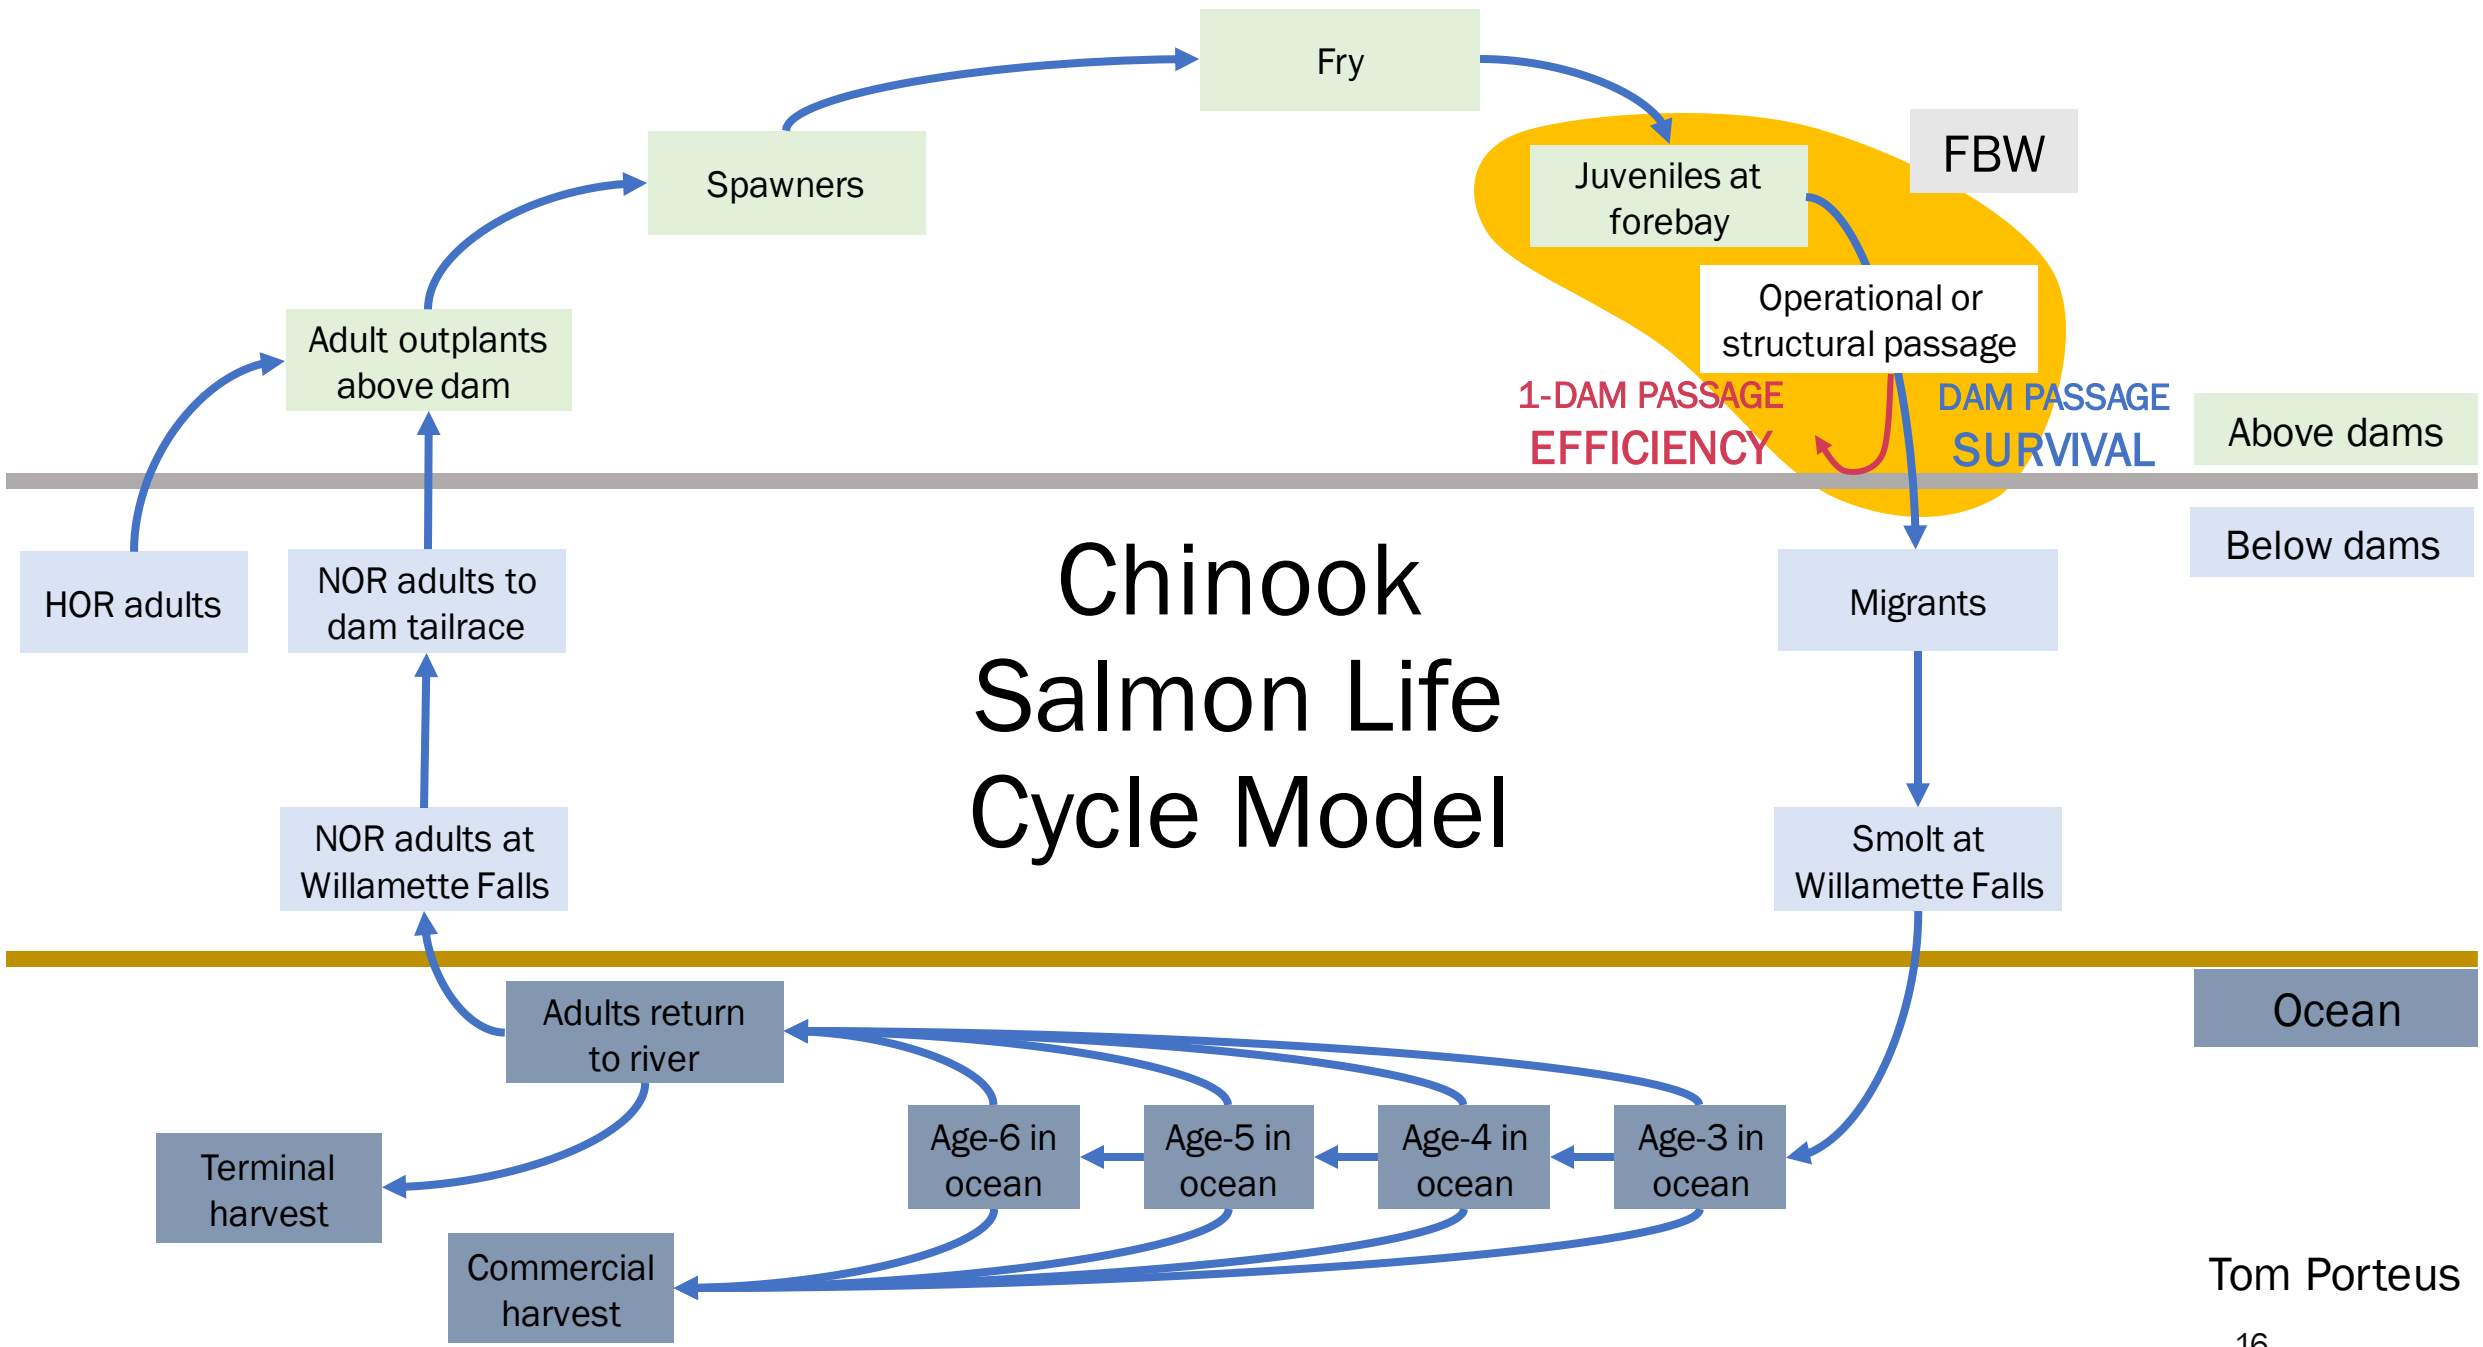 Fry
FBW
Spawners
Juveniles at
forebay
Operational or
structural passage
Adult outplants
above dam
1-DAM PASSAGE
EFFICIENCY
DAM PASSAGE
SURVIVAL
Above dams
Below dams
HOR adults
NOR adults to
dam tailrace
Chinook
Salmon Life
Cycle Model
Migrants
NOR adults at
Willamette Falls
Smolt at
Willamette Falls
Adults return
to river
Ocean
Age-6 in
ocean
Age-5 in
ocean
Age-4 in
ocean
Age-3 in
ocean
Terminal
harvest
Commercial
harvest
Tom Porteus
16